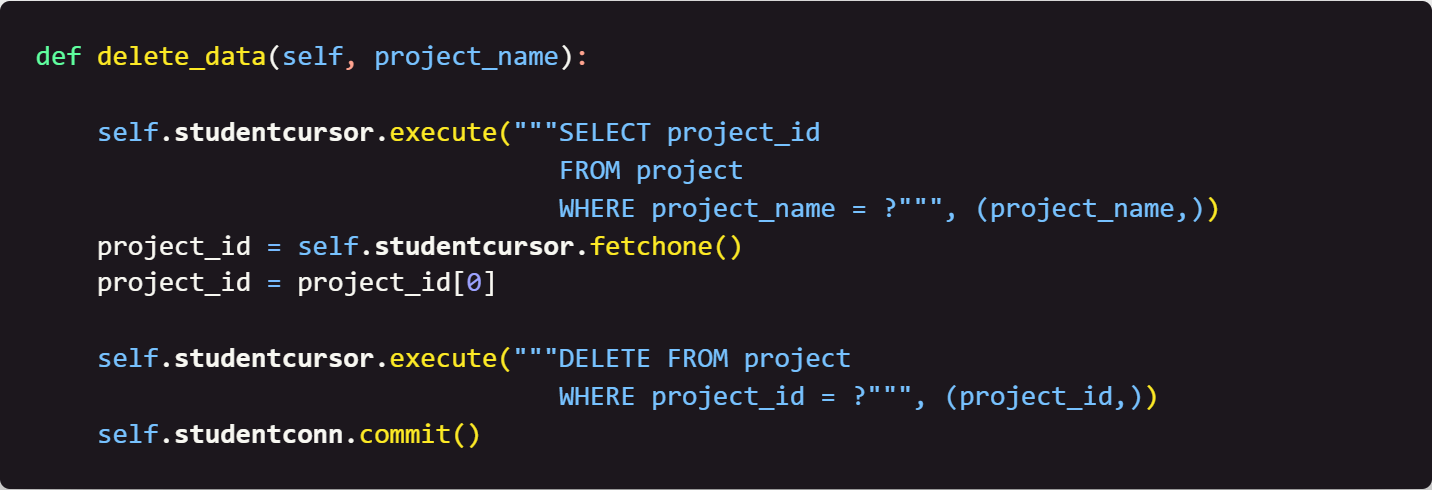 def delete_data(self, project_name):
    self.studentcursor.execute("""SELECT project_id
                                  FROM project
                                  WHERE project_name = ?""", (project_name,))
    project_id = self.studentcursor.fetchone()
    project_id = project_id[0]
    self.studentcursor.execute("""DELETE FROM project
                                  WHERE project_id = ?""", (project_id,))
    self.studentconn.commit()